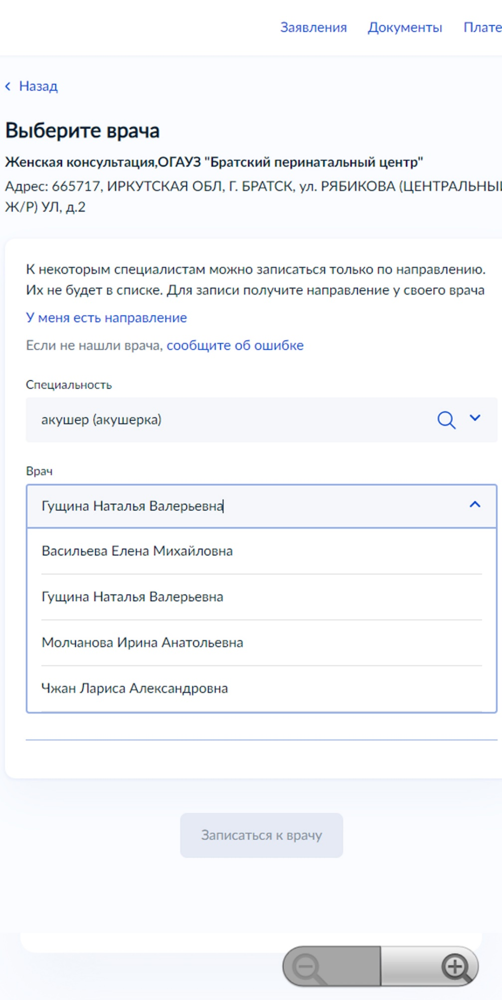 Заявления Документы Плате
Назад
Выберите врача
Женская консультация,ОГАУЗ "Братский перинатальный центр"
Адрес: 665717, ИРКУТСКАЯ ОБЛ, Г. БРАТСК, ул. РЯБИКОВА (ЦЕНТРАЛЬНЫЙ
Ж/Р) УЛ, д.2
К некоторым специалистам можно записаться только по направлению.
Их не будет в списке. Для записи получите направление у своего врача
У меня есть направление
Если не нашли врача, сообщите об ошибке
Специальность
акушер (акушерка)
Врач
Гущина Наталья Валерьевна
Васильева Елена Михайловна
Гущина Наталья Валерьевна
Молчанова Ирина Анатольевна
Чжан Лариса Александровна
Записаться к врачу